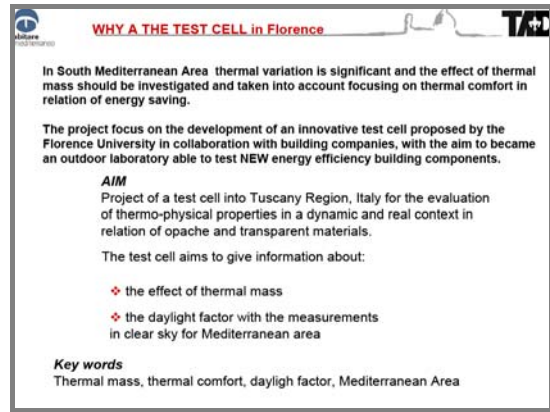 WHY A THE TEST CELL in Florence
TAD
abitare
mediterraneo
In South Mediterranean Area thermal variation is significant and the effect of thermal
mass should be investigated and taken into account focusing on thermal comfort in
relation of energy saving.
The project focus on the development of an innovative test cell proposed by the
Florence University in collaboration with building companies, with the aim to became
an outdoor laboratory able to test NEW energy efficiency building components.
AIM
Project of a test cell into Tuscany Region, Italy for the evaluation
of thermo-physical properties in a dynamic and real context in
relation of opache and transparent materials.
The test cell aims to give information about:
❖ the effect of thermal mass
❖ the daylight factor with the measurements
in clear sky for Mediterranean area
Key words
Thermal mass, thermal comfort, dayligh factor, Mediterranean Area